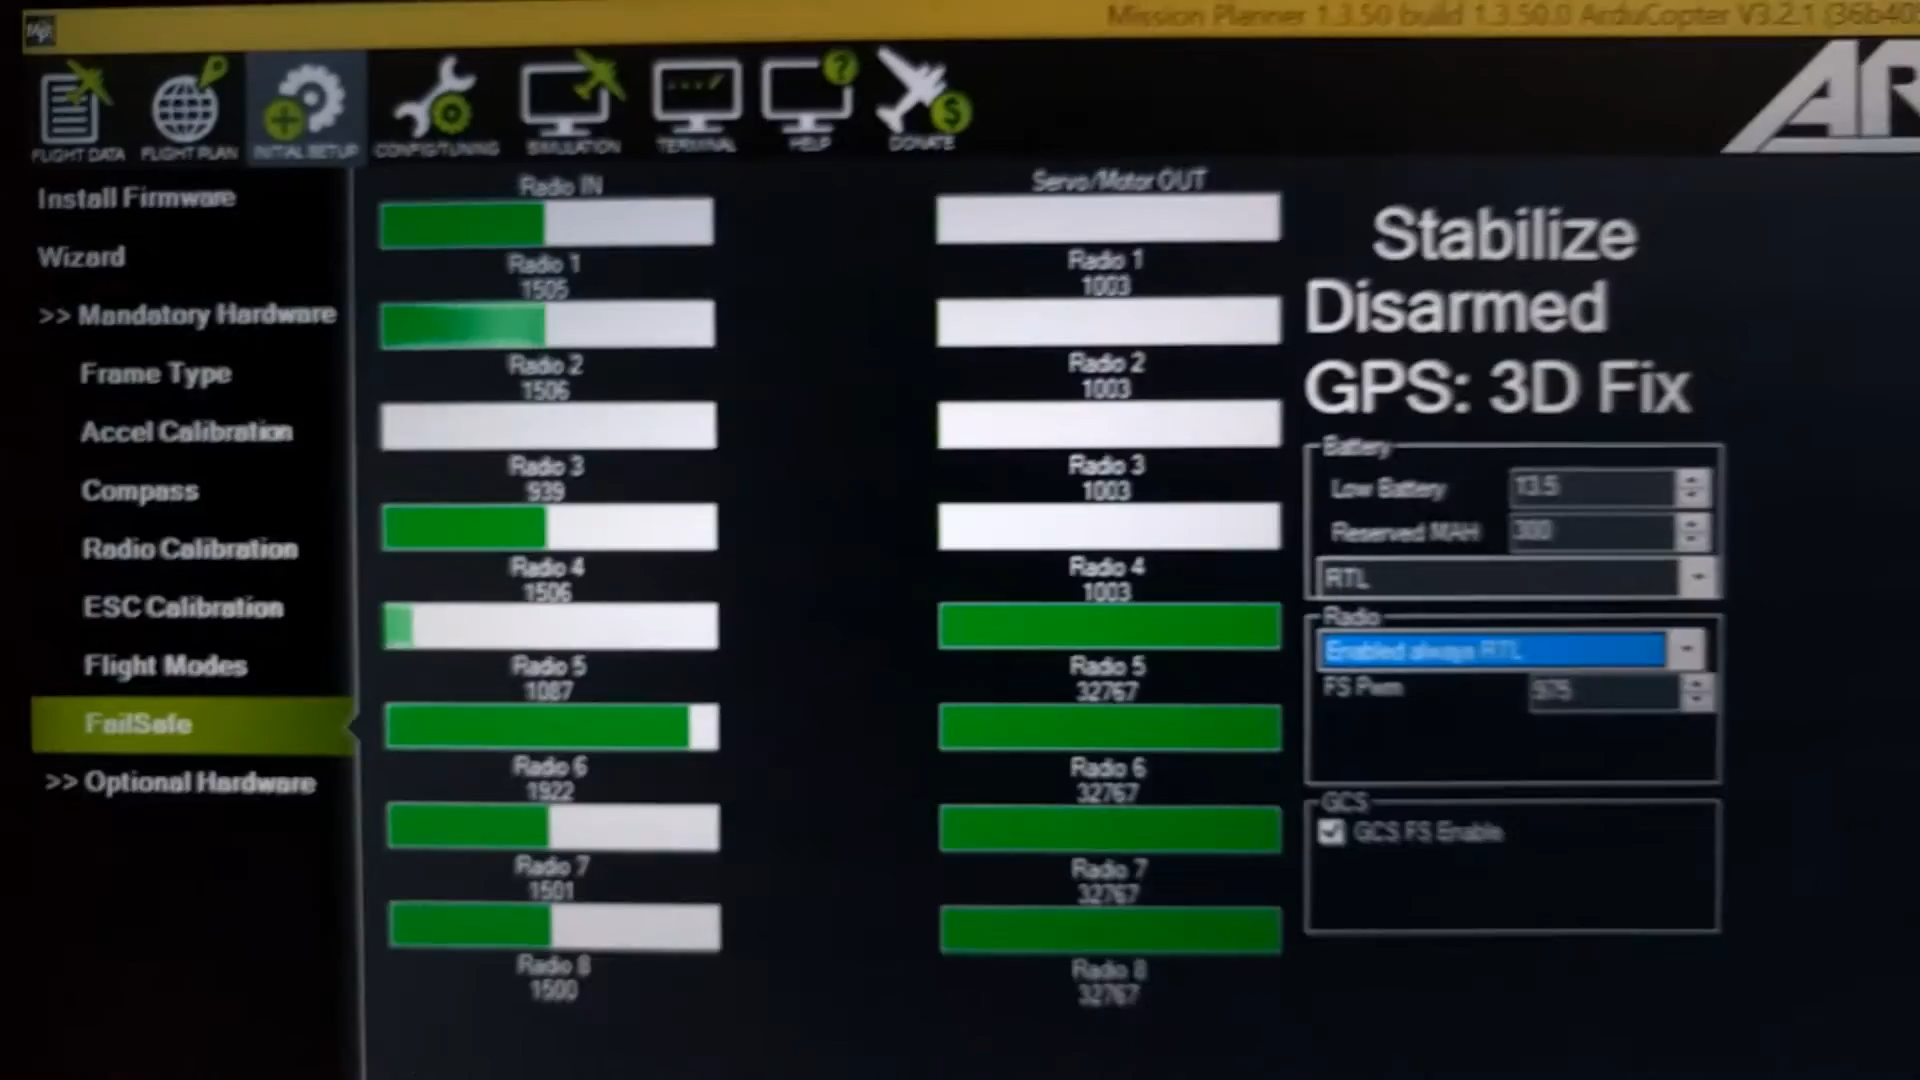 Mission Planner 1.3.50 build 1.3.50.0 ArduCopter V3.2.1 (36b405
FLIGHT DATA
FLIGHT PLAN
INITIAL SETUP
CONFIG/TUNING
SIMULATION
TERMINAL
HELP
DONATE
AR
Install Firmware
Wizard
>> Mandatory Hardware
Frame Type
Accel Calibration
Compass
Radio Calibration
ESC Calibration
Flight Modes
FailSafe
>> Optional Hardware
Radio IN
Radio 1
1505
Radio 2
1506
Radio 3
939
Radio 4
1506
Radio 5
1087
Radio 6
1922
Radio 7
1501
Radio 8
1500
Servo/Motor OUT
Radio 1
1003
Radio 2
1003
Radio 3
1003
Radio 4
1003
Radio 5
32767
Radio 6
32767
Radio 7
32767
Radio 8
32767
Stabilize
Disarmed
GPS: 3D Fix
Battery
Low Battery 13.5
Reserved MAH 300
RTL
Radio
Enabled always RTL
FS Pwm 975
GCS
GCS FS Enable